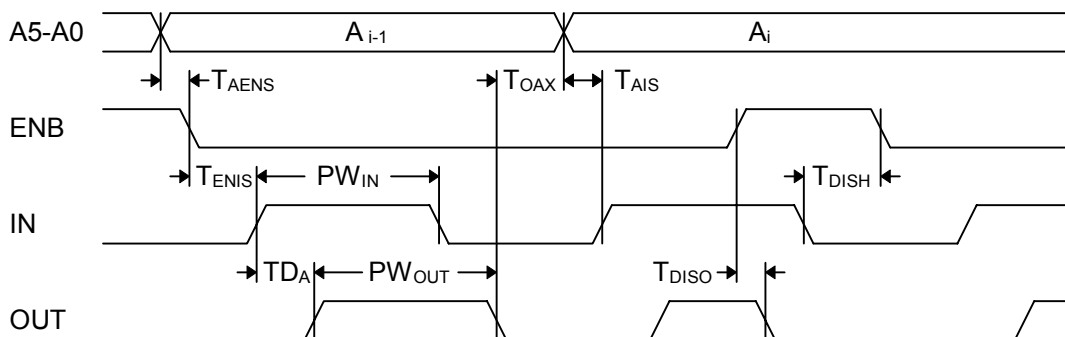 A5-A0 A i-1 Ai
TAENS TOAX TAIS
ENB
TENIS PWIN TDISH
IN
TDA PWOUT TDISO
OUT